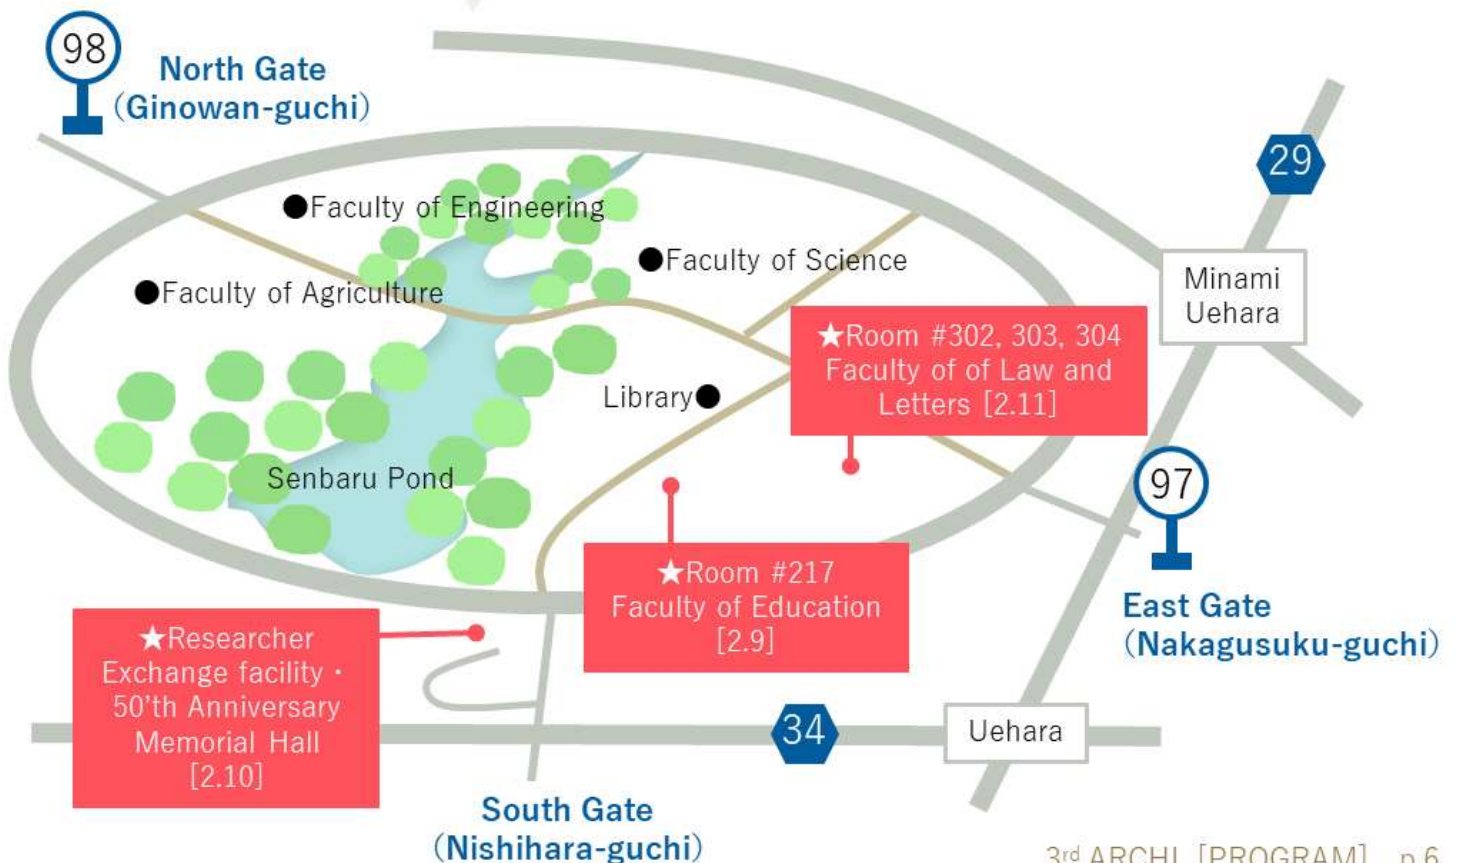 98
North Gate
(Ginowan-guchi)
29
●Faculty of Engineering
●Faculty of Science
●Faculty of Agriculture
Minami
Uehara
★Room #302, 303, 304
Faculty of of Law and
Letters [2.11]
Library●
Senbaru Pond
97
★Room #217
Faculty of Education
[2.9]
East Gate
(Nakagusuku-guchi)
★Researcher
Exchange facility・
50'th Anniversary
Memorial Hall
[2.10]
34
Uehara
South Gate
(Nishihara-guchi)
3rd ARCHI [PROGRAM] p.6